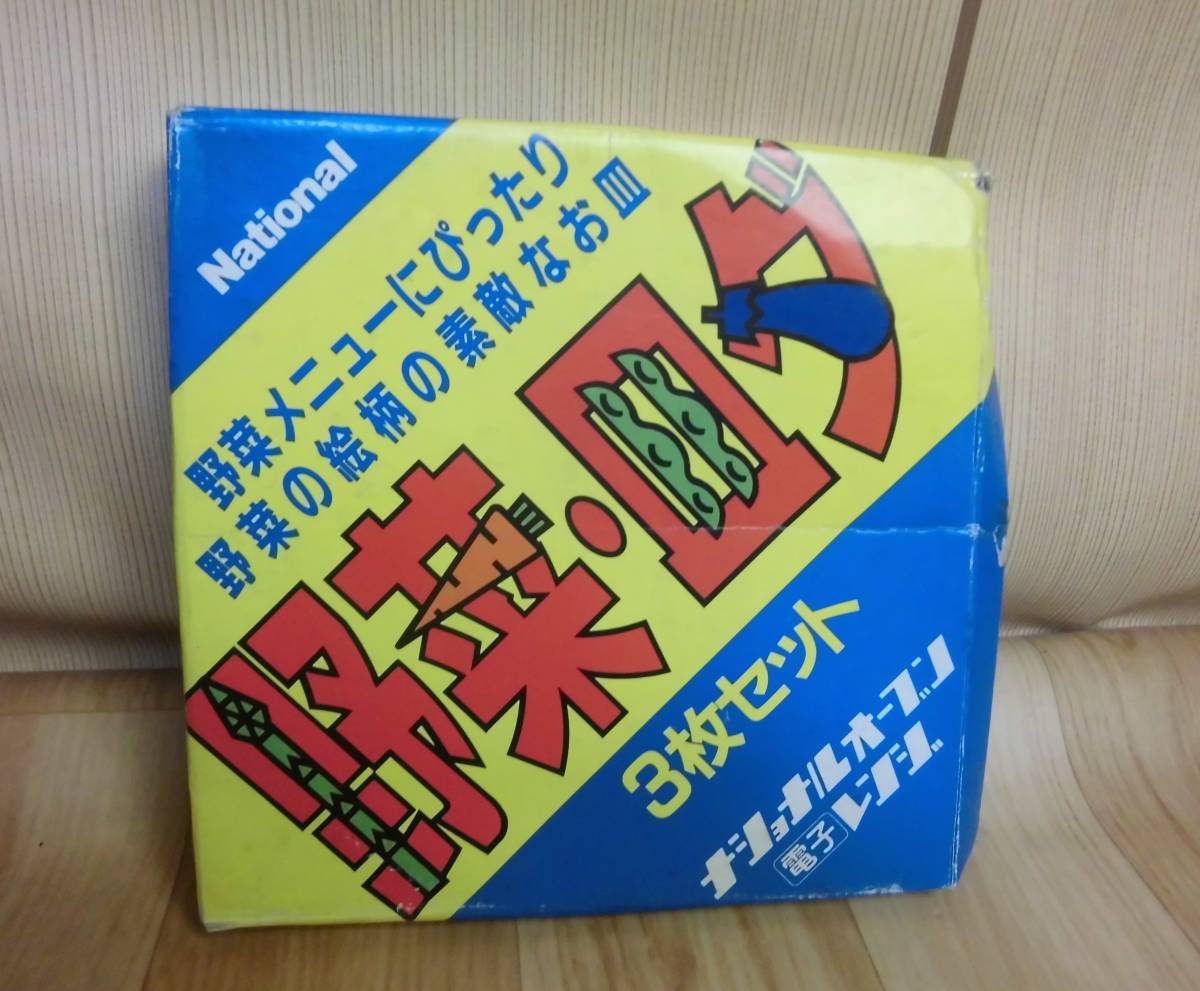 National
野菜メニューにぴったり
野菜の絵柄の素敵なお皿
野菜・皿ダ
3枚セット
ナショナルオーブン
電子レンジ